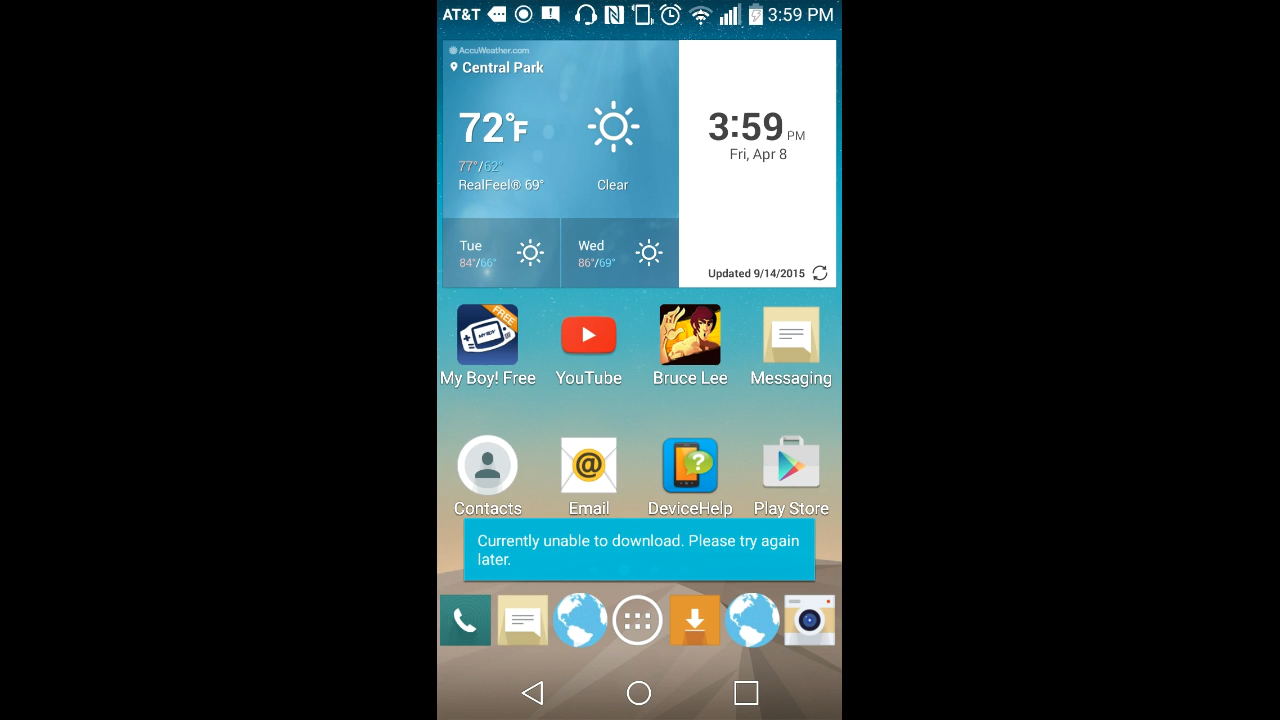 AT&T 3:59 PM
AccuWeather.com
Central Park
72°F
77°/62°
RealFeel® 69°
Clear
3:59 PM
Fri, Apr 8
Tue
84°/66°
Wed
86°/69°
Updated 9/14/2015
FREE
MY BOY!
My Boy! Free
YouTube
Bruce Lee
Messaging
@
?
Contacts
Email
DeviceHelp
Play Store
Currently unable to download. Please try again
later.